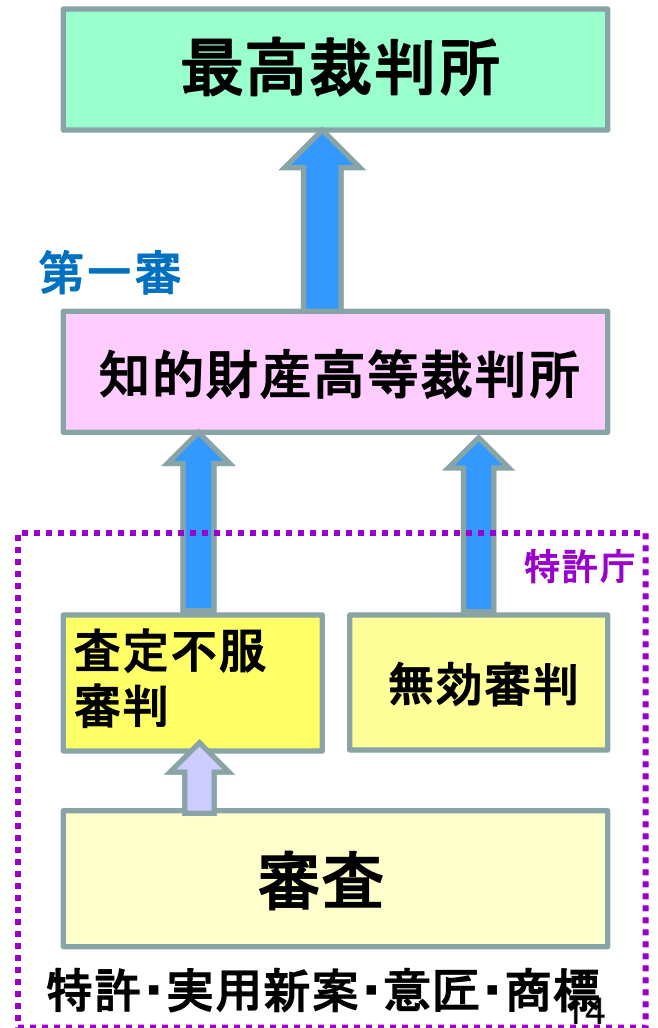 最高裁判所
第一審
知的財産高等裁判所
特許庁
査定不服
審判
無効審判
審査
特許・実用新案・意匠・商標
14